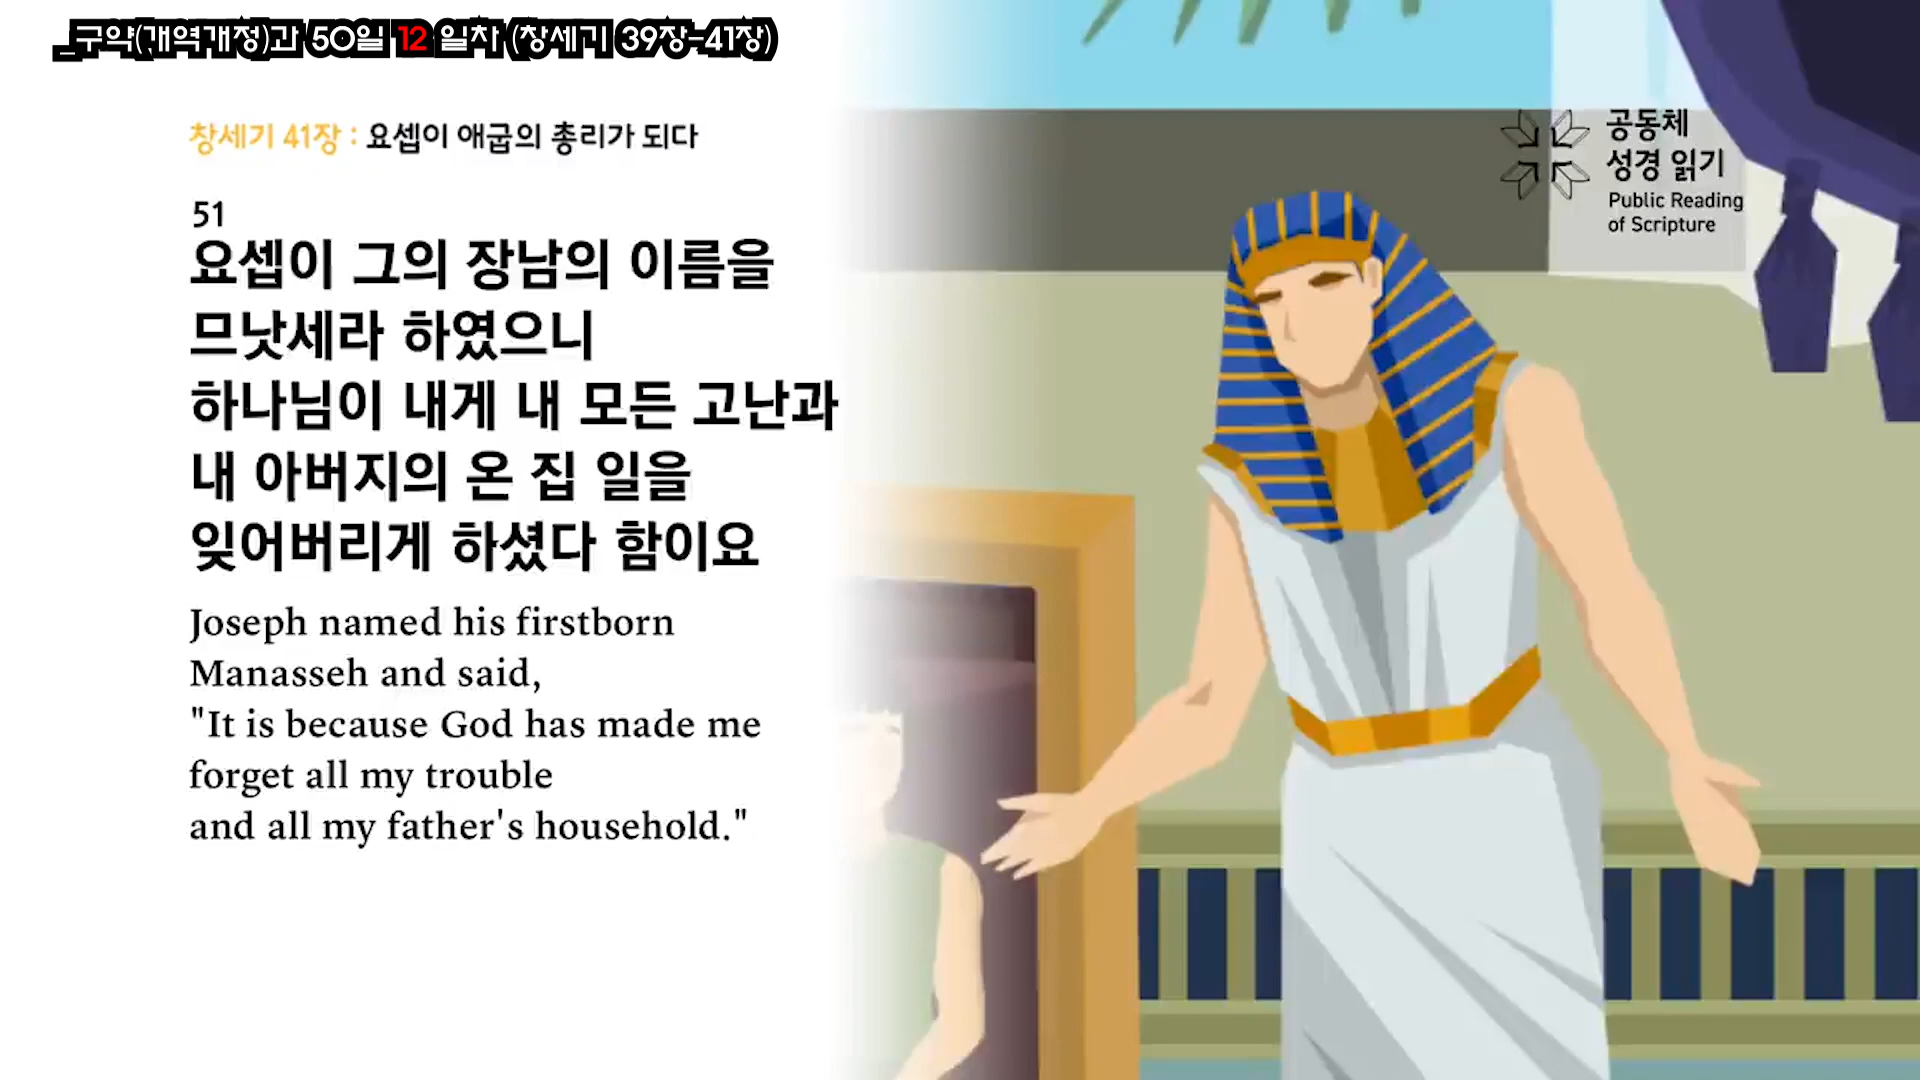 _구약(개역개정)과 50일 12 일차 (창세기 39장-41장)
창세기 41장 : 요셉이 애굽의 총리가 되다
공동체
성경 읽기
Public Reading
of Scripture
51
요셉이 그의 장남의 이름을
므낫세라 하였으니
하나님이 내게 내 모든 고난과
내 아버지의 온 집 일을
잊어버리게 하셨다 함이요
Joseph named his firstborn
Manasseh and said,
"It is because God has made me
forget all my trouble
and all my father's household."